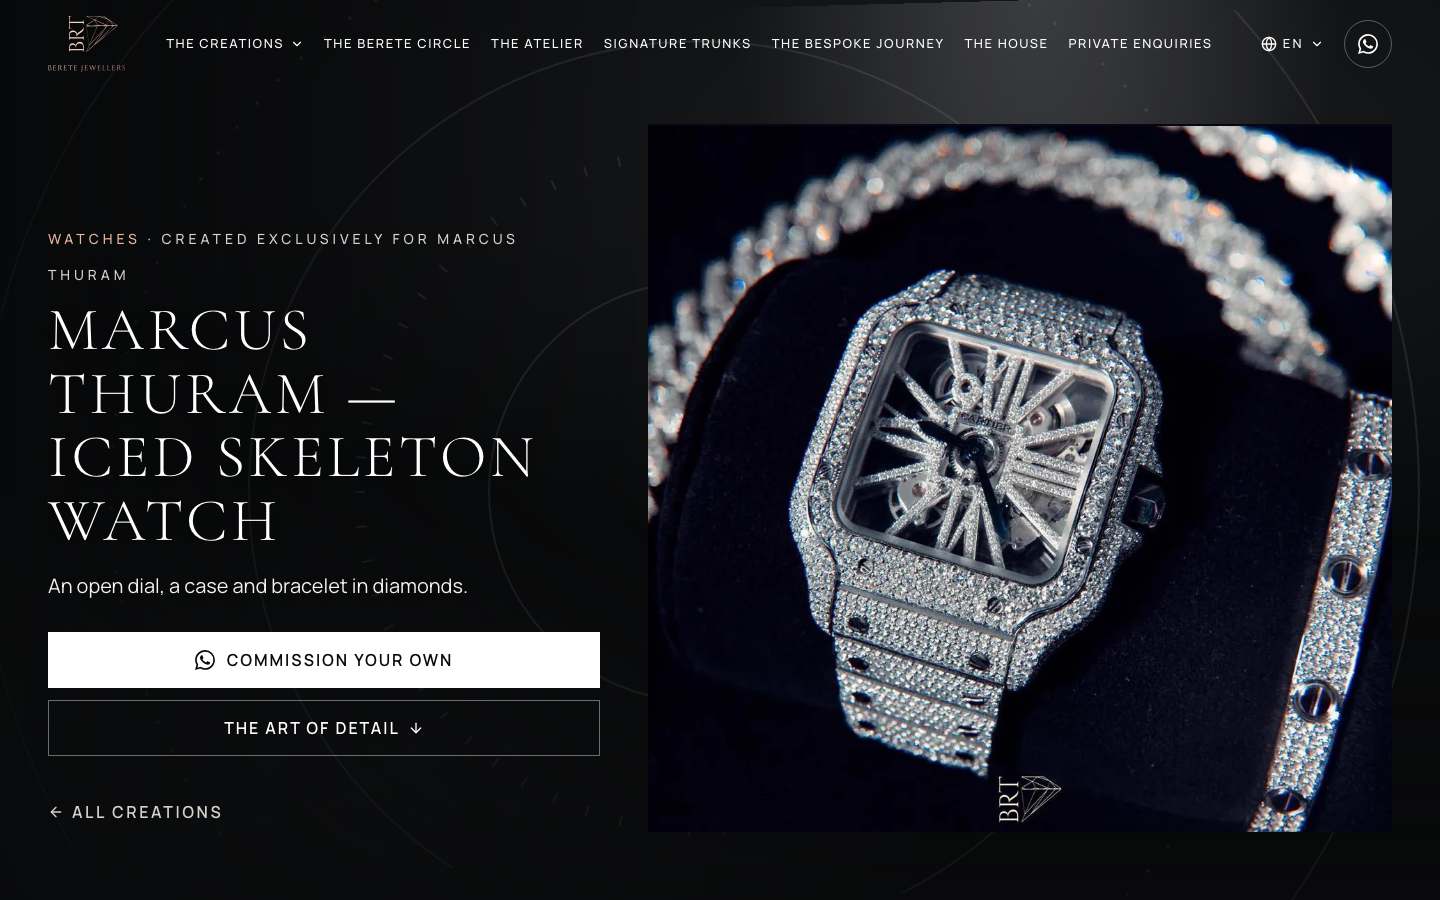 BRT
BERETE JEWELLERS
THE CREATIONS
THE BERETE CIRCLE
THE ATELIER
SIGNATURE TRUNKS
THE BESPOKE JOURNEY
THE HOUSE
PRIVATE ENQUIRIES
EN
WATCHES · CREATED EXCLUSIVELY FOR MARCUS
THURAM
MARCUS
THURAM —
ICED SKELETON
WATCH
An open dial, a case and bracelet in diamonds.
COMMISSION YOUR OWN
THE ART OF DETAIL ↓
← ALL CREATIONS
BRT